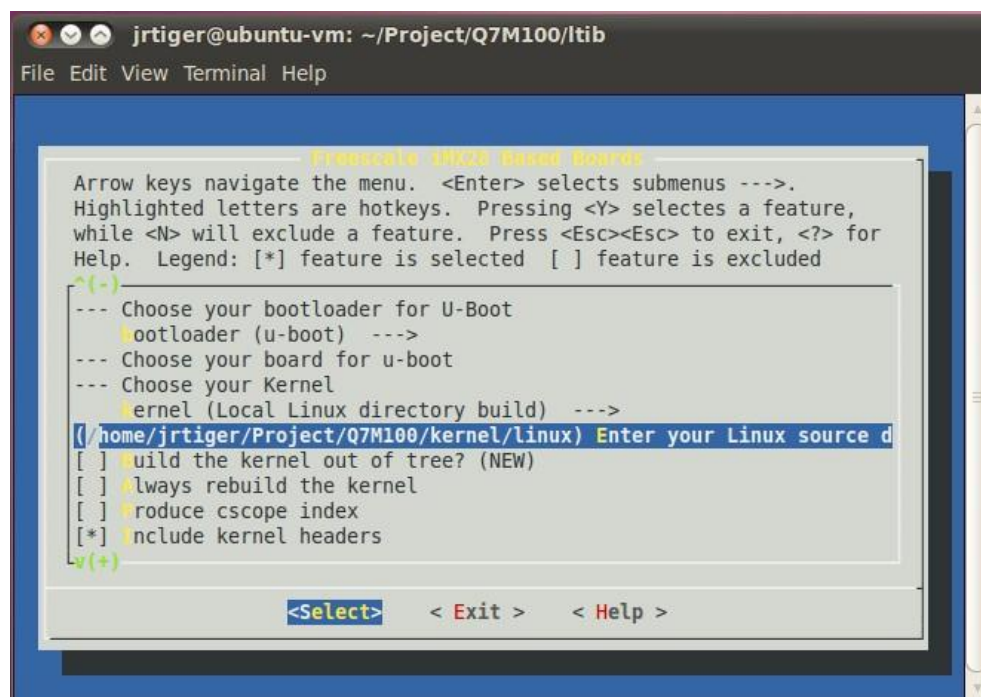 jrtiger@ubuntu-vm: ~/Project/Q7M100/ltib
File Edit View Terminal Help
Freescale iMX28 Based Boards
Arrow keys navigate the menu. <Enter> selects submenus --->.
Highlighted letters are hotkeys. Pressing <Y> selectes a feature,
while <N> will exclude a feature. Press <Esc><Esc> to exit, <?> for
Help. Legend: [*] feature is selected [ ] feature is excluded
^(-)
--- Choose your bootloader for U-Boot
bootloader (u-boot) --->
--- Choose your board for u-boot
--- Choose your Kernel
kernel (Local Linux directory build) --->
(/home/jrtiger/Project/Q7M100/kernel/linux) Enter your Linux source d
[ ] Build the kernel out of tree? (NEW)
[ ] Always rebuild the kernel
[ ] Produce cscope index
[*] Include kernel headers
v(+)
<Select> < Exit > < Help >